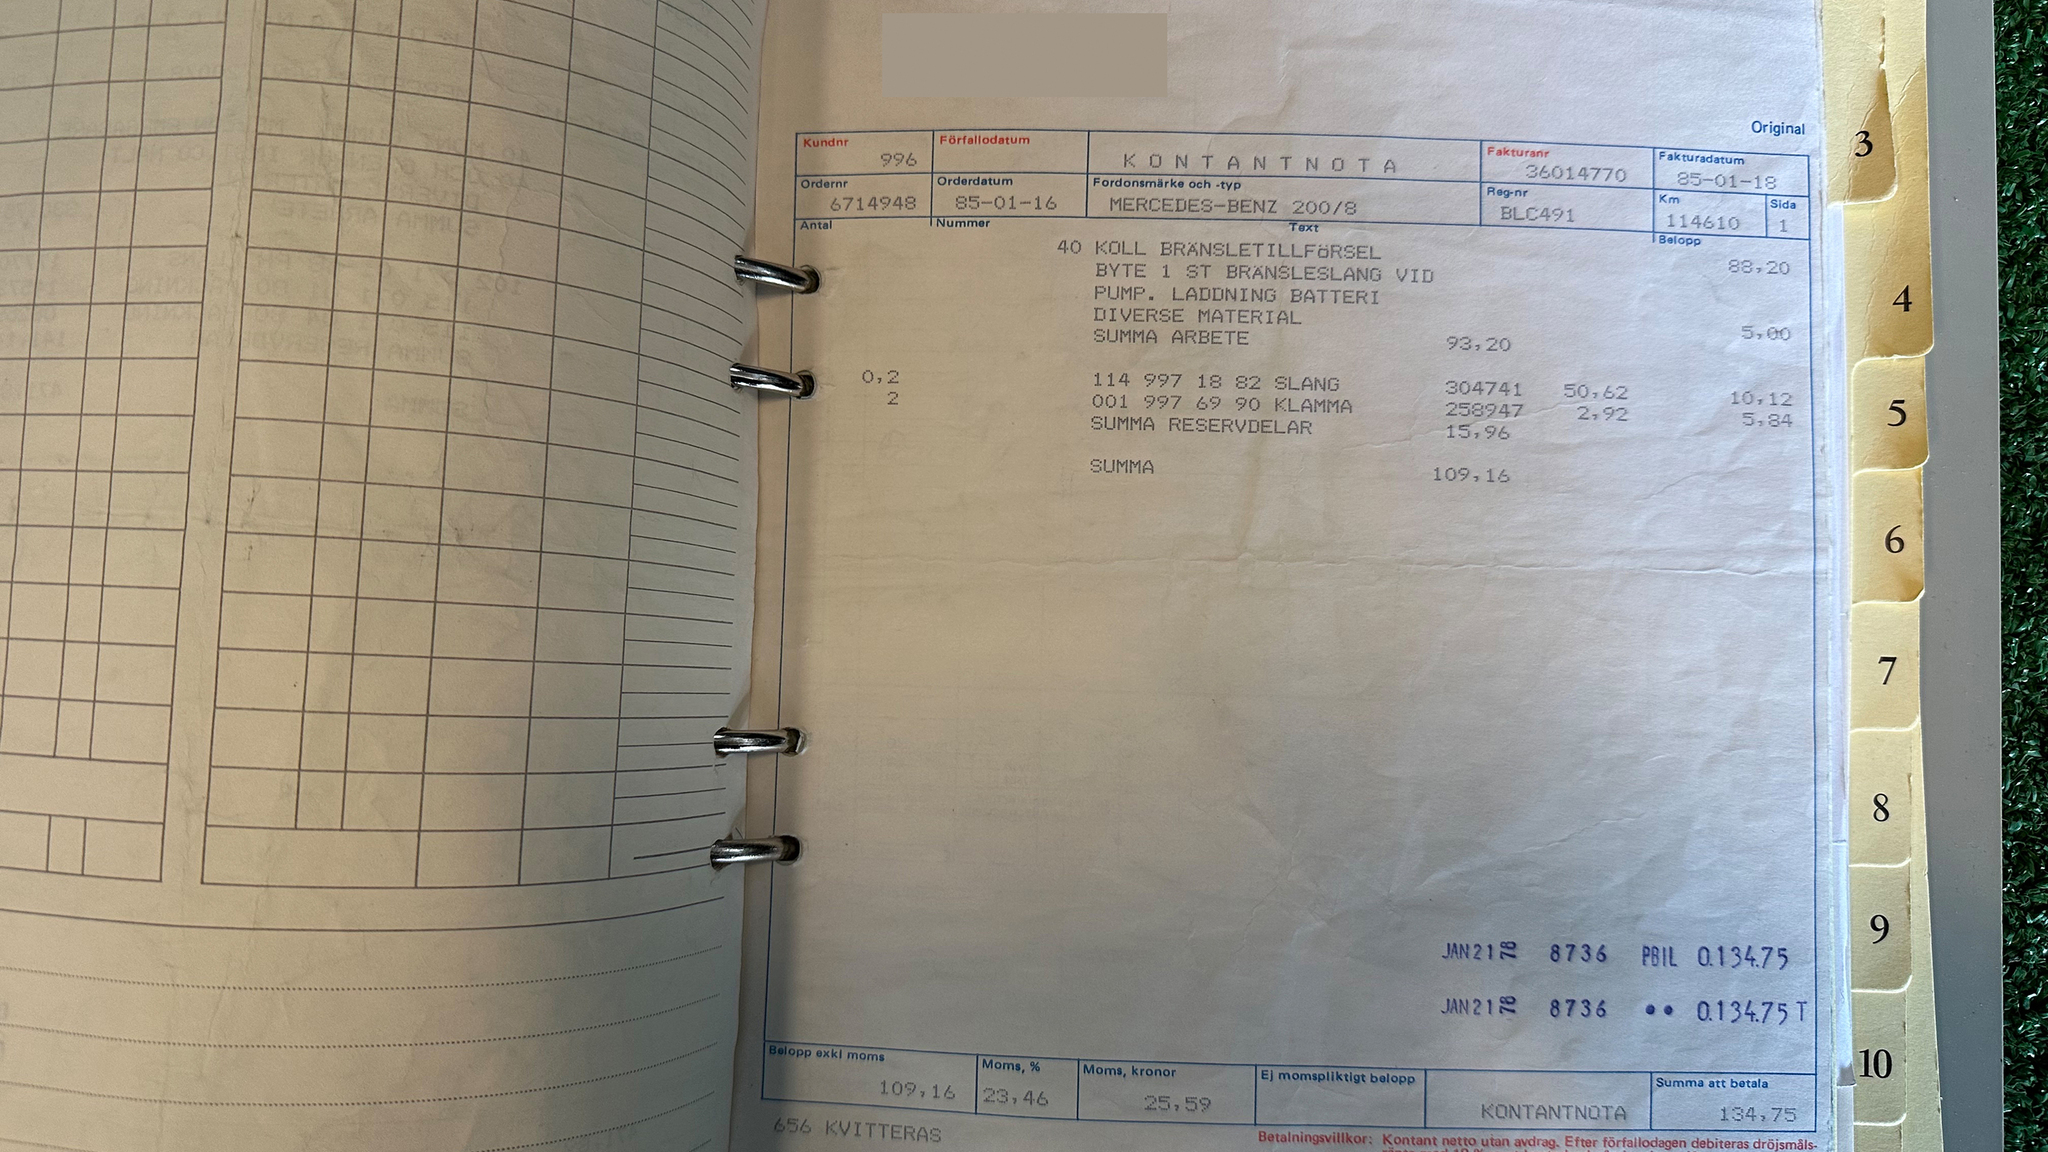 Original
Kundnr 996 Förfallodatum KONTANTNOTA Fakturanr 36014770 Fakturadatum 85-01-18
Ordernr 6714948 Orderdatum 85-01-16 Fordonsmärke och -typ MERCEDES-BENZ 200/8 Reg-nr BLC491 Km 114610 Sida 1
Antal Nummer Text Belopp
40 KOLL BRÄNSLETILLFÖRSEL 88,20
BYTE 1 ST BRÄNSLESLANG VID
PUMP. LADDNING BATTERI
DIVERSE MATERIAL 5,00
SUMMA ARBETE 93,20
0,2 114 997 18 82 SLANG 304741 50,62 10,12
2 001 997 69 90 KLAMMA 258947 2,92 5,84
SUMMA RESERVDELAR 15,96
SUMMA 109,16
JAN 21 78 8736 PBIL 0.134.75
JAN 21 78 8736 •• 0.134.75 T
Belopp exkl moms 109,16 Moms, % 23,46 Moms, kronor 25,59 Ej momspliktigt belopp KONTANTNOTA Summa att betala 134,75
656 KVITTERAS
Betalningsvillkor: Kontant netto utan avdrag. Efter förfallodagen debiteras dröjsmåls-
3
4
5
6
7
8
9
10